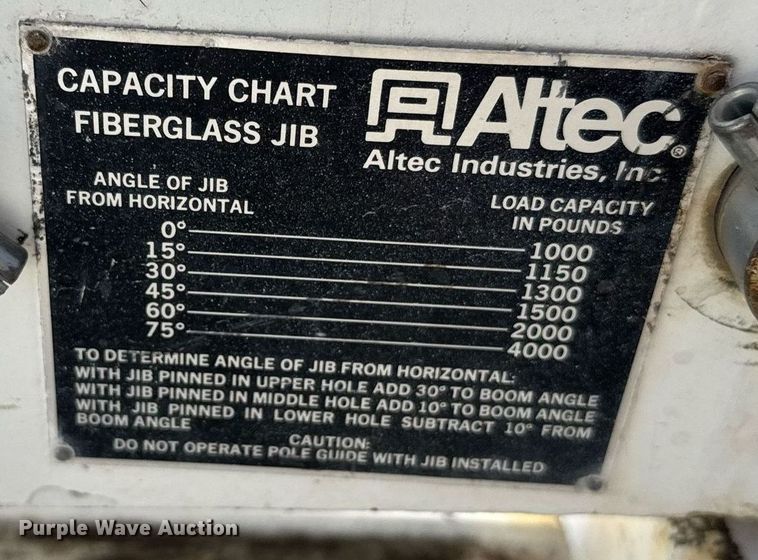 CAPACITY CHART
FIBERGLASS JIB
Altec®
Altec Industries, Inc.
ANGLE OF JIB
FROM HORIZONTAL
LOAD CAPACITY
IN POUNDS
0° 1000
15° 1150
30° 1300
45° 1500
60° 2000
75° 4000
TO DETERMINE ANGLE OF JIB FROM HORIZONTAL:
WITH JIB PINNED IN UPPER HOLE ADD 30° TO BOOM ANGLE
WITH JIB PINNED IN MIDDLE HOLE ADD 10° TO BOOM ANGLE
WITH JIB PINNED IN LOWER HOLE SUBTRACT 10° FROM
BOOM ANGLE
CAUTION:
DO NOT OPERATE POLE GUIDE WITH JIB INSTALLED
Purple Wave Auction